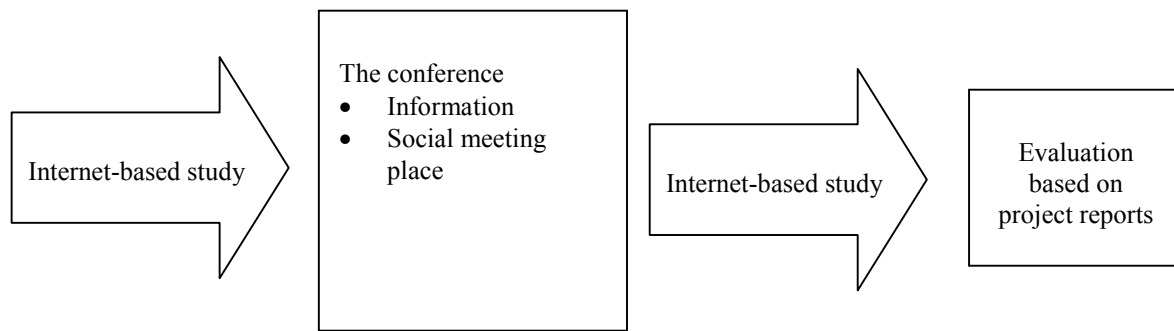 Internet-based study
The conference
• Information
• Social meeting
place
Internet-based study
Evaluation
based on
project reports